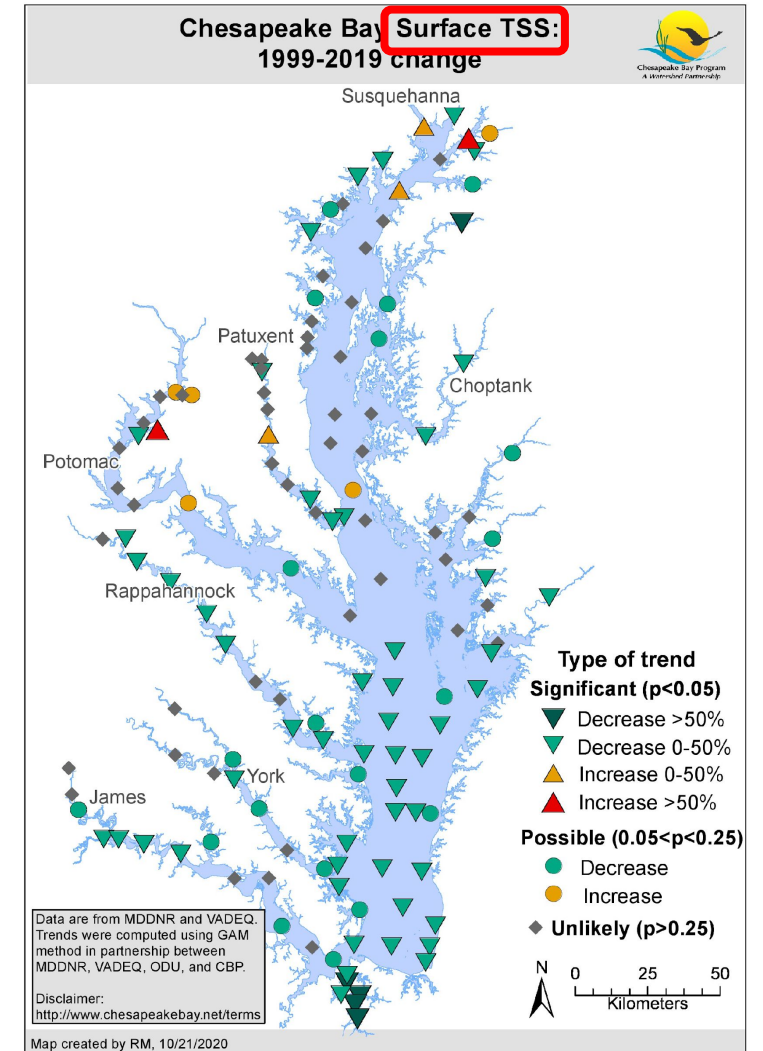 Chesapeake Bay Surface TSS:
1999-2019 change
Chesapeake Bay Program
A Watershed Partnership
Susquehanna
Patuxent
Choptank
Potomac
Rappahannock
York
James
Type of trend
Significant (p<0.05)
Decrease >50%
Decrease 0-50%
Increase 0-50%
Increase >50%
Possible (0.05<p<0.25)
Decrease
Increase
Unlikely (p>0.25)
Data are from MDDNR and VADEQ.
Trends were computed using GAM
method in partnership between
MDDNR, VADEQ, ODU, and CBP.
Disclaimer:
http://www.chesapeakebay.net/terms
N
0 25 50
Kilometers
Map created by RM, 10/21/2020